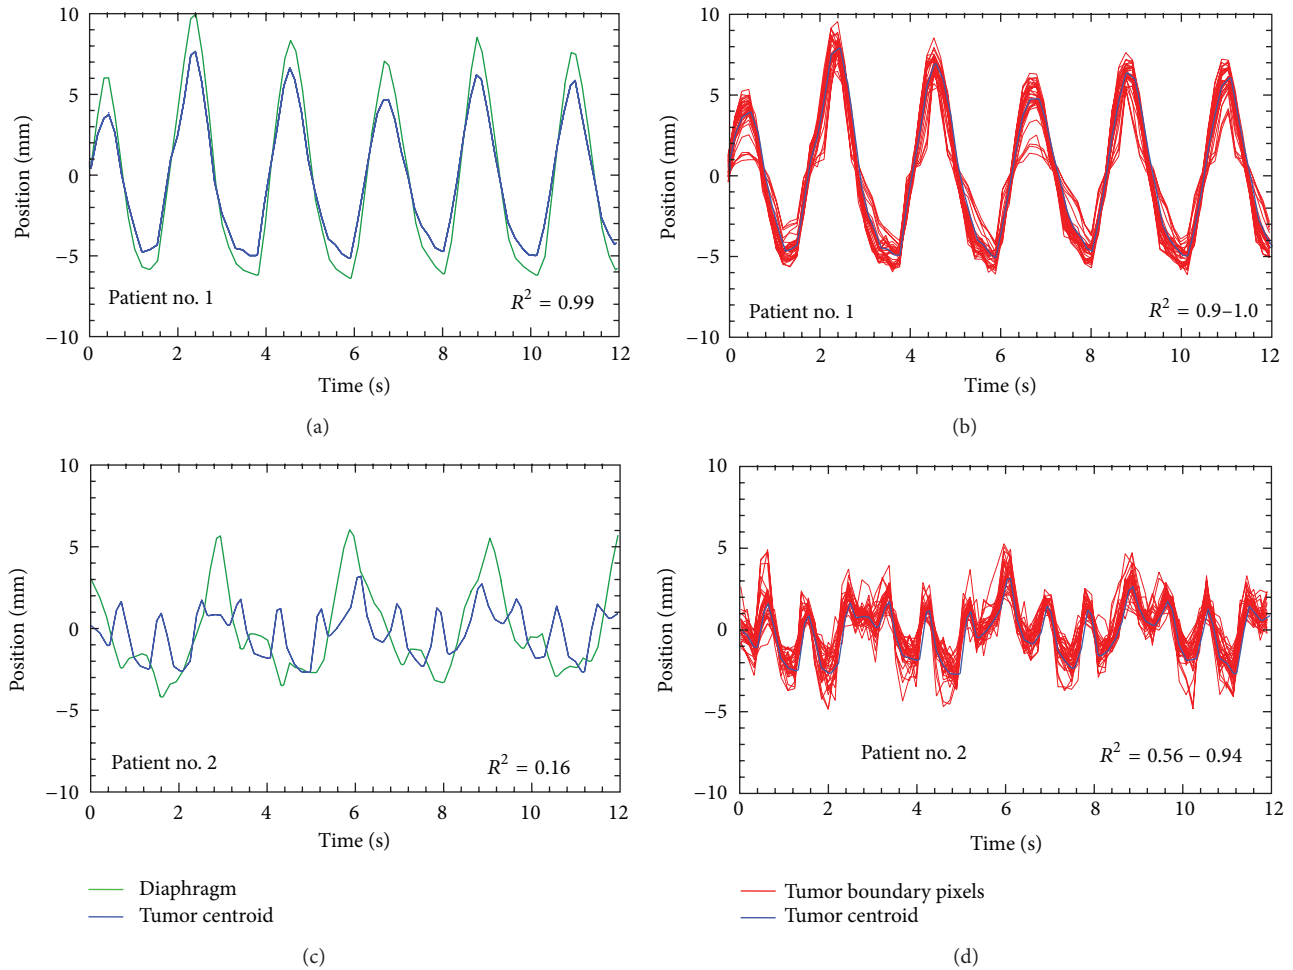 10
5
0
−5
−10
Position (mm)
Patient no. 1
R² = 0.99
0 2 4 6 8 10 12
Time (s)
(a)
10
5
0
−5
−10
Position (mm)
Patient no. 1
R² = 0.9–1.0
0 2 4 6 8 10 12
Time (s)
(b)
10
5
0
−5
−10
Position (mm)
Patient no. 2
R² = 0.16
0 2 4 6 8 10 12
Time (s)
Diaphragm
Tumor centroid
(c)
10
5
0
−5
−10
Position (mm)
Patient no. 2
R² = 0.56 − 0.94
0 2 4 6 8 10 12
Time (s)
Tumor boundary pixels
Tumor centroid
(d)